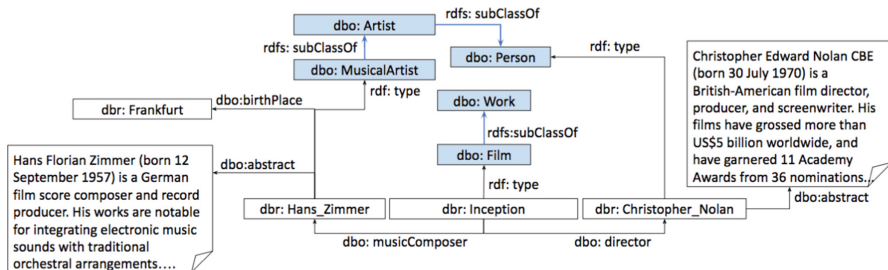 dbo: Artist
rdfs: subClassOf
rdfs: subClassOf
dbo: Person
rdf: type
dbo: MusicalArtist
rdf: type
dbo: Work
dbr: Frankfurt
dbo:birthPlace
rdfs:subClassOf
dbo: Film
dbo:abstract
rdf: type
Christopher Edward Nolan CBE
(born 30 July 1970) is a
British-American film director,
producer, and screenwriter. His
films have grossed more than
US$5 billion worldwide, and
have garnered 11 Academy
Awards from 36 nominations...
dbo:abstract
Hans Florian Zimmer (born 12
September 1957) is a German
film score composer and record
producer. His works are notable
for integrating electronic music
sounds with traditional
orchestral arrangements....
dbr: Hans_Zimmer
dbr: Inception
dbr: Christopher_Nolan
dbo: musicComposer
dbo: director